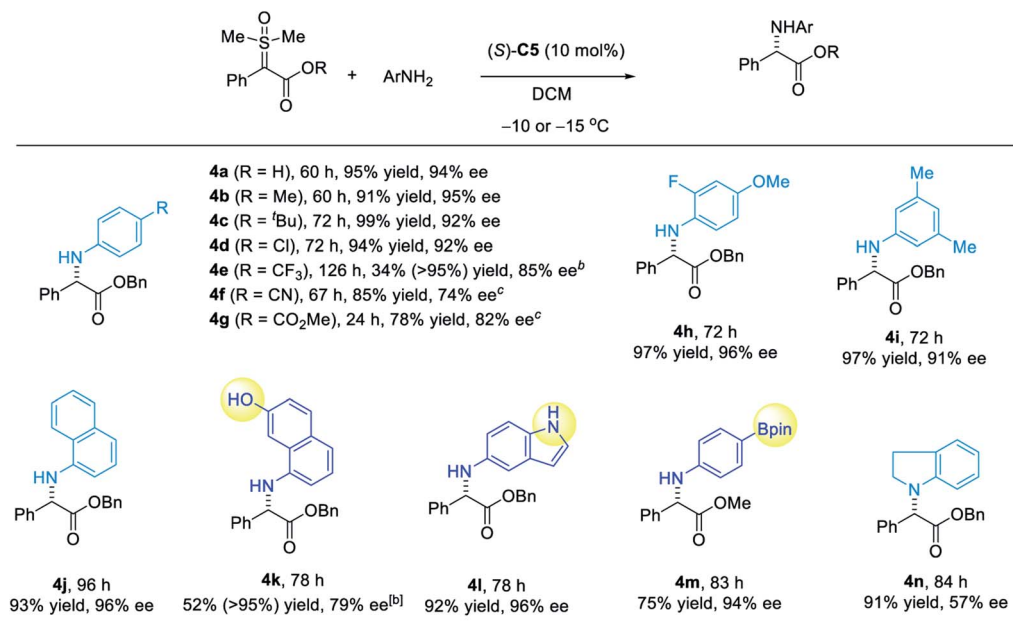 O
Me
S
Me
Ph
OR
O
+
ArNH₂
(S)-C5 (10 mol%)
DCM
–10 or –15 °C
NHAr
Ph
OR
O
R
HN
Ph
OBn
O
4a (R = H), 60 h, 95% yield, 94% ee
4b (R = Me), 60 h, 91% yield, 95% ee
4c (R = ᵗBu), 72 h, 99% yield, 92% ee
4d (R = Cl), 72 h, 94% yield, 92% ee
4e (R = CF₃), 126 h, 34% (>95%) yield, 85% eeᵇ
4f (R = CN), 67 h, 85% yield, 74% eeᶜ
4g (R = CO₂Me), 24 h, 78% yield, 82% eeᶜ
F
OMe
HN
Ph
OBn
O
4h, 72 h
97% yield, 96% ee
Me
Me
HN
Ph
OBn
O
4i, 72 h
97% yield, 91% ee
HN
Ph
OBn
O
4j, 96 h
93% yield, 96% ee
HO
HN
Ph
OBn
O
4k, 78 h
52% (>95%) yield, 79% ee[b]
H
N
HN
Ph
OBn
O
4l, 78 h
92% yield, 96% ee
Bpin
HN
Ph
OMe
O
4m, 83 h
75% yield, 94% ee
N
Ph
OBn
O
4n, 84 h
91% yield, 57% ee